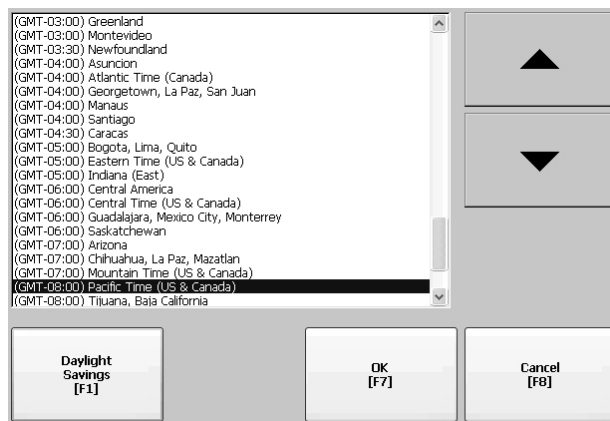 (GMT-03:00) Greenland
(GMT-03:00) Montevideo
(GMT-03:30) Newfoundland
(GMT-04:00) Asuncion
(GMT-04:00) Atlantic Time (Canada)
(GMT-04:00) Georgetown, La Paz, San Juan
(GMT-04:00) Manaus
(GMT-04:00) Santiago
(GMT-04:30) Caracas
(GMT-05:00) Bogota, Lima, Quito
(GMT-05:00) Eastern Time (US & Canada)
(GMT-05:00) Indiana (East)
(GMT-06:00) Central America
(GMT-06:00) Central Time (US & Canada)
(GMT-06:00) Guadalajara, Mexico City, Monterrey
(GMT-06:00) Saskatchewan
(GMT-07:00) Arizona
(GMT-07:00) Chihuahua, La Paz, Mazatlan
(GMT-07:00) Mountain Time (US & Canada)
(GMT-08:00) Pacific Time (US & Canada)
(GMT-08:00) Tijuana, Baja California
Daylight
Savings
[F1]
OK
[F7]
Cancel
[F8]